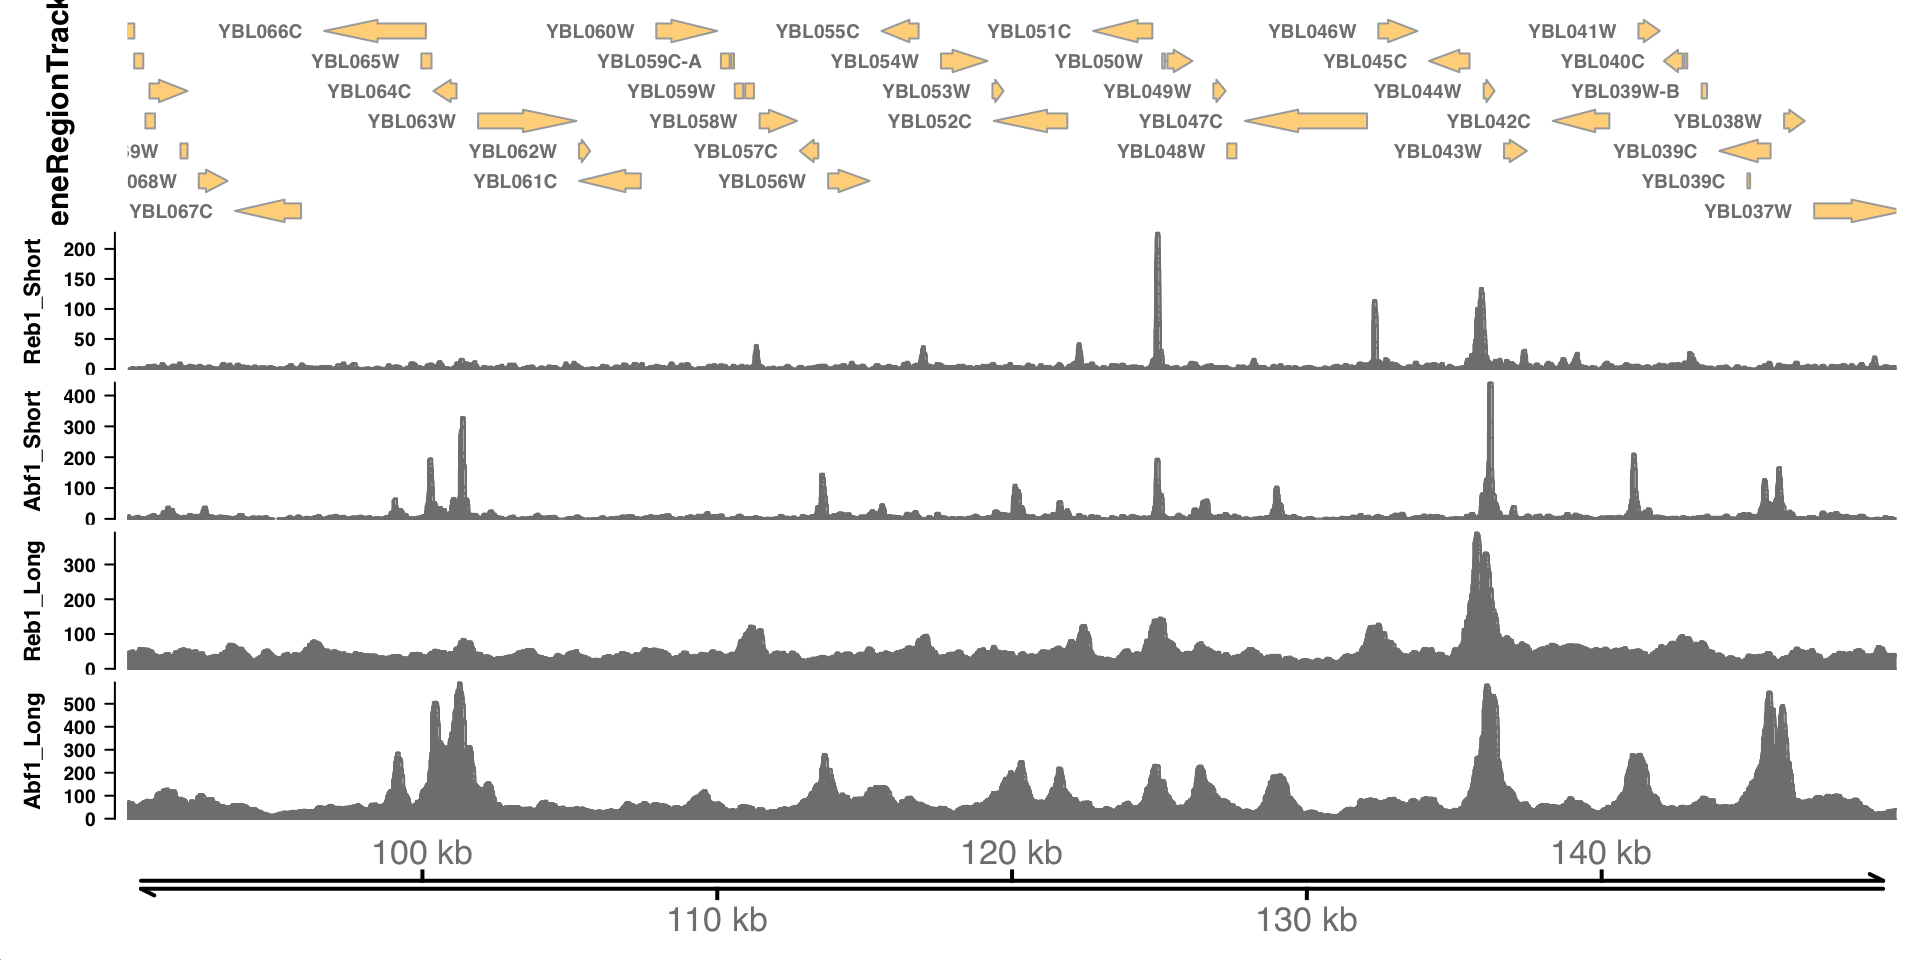 eneRegionTrack
YBL066C YBL060W YBL055C YBL051C YBL046W YBL041W
YBL065W YBL059C-A YBL054W YBL050W YBL045C YBL040C
YBL064C YBL059W YBL053W YBL049W YBL044W YBL039W-B
YBL063W YBL058W YBL052C YBL047C YBL042C YBL038W
9W YBL062W YBL057C YBL048W YBL043W YBL039C
068W YBL061C YBL056W YBL039C
YBL067C YBL037W
Reb1_Short
200
150
100
50
0
Abf1_Short
400
300
200
100
0
Reb1_Long
300
200
100
0
Abf1_Long
500
400
300
200
100
0
100 kb 120 kb 140 kb
110 kb 130 kb